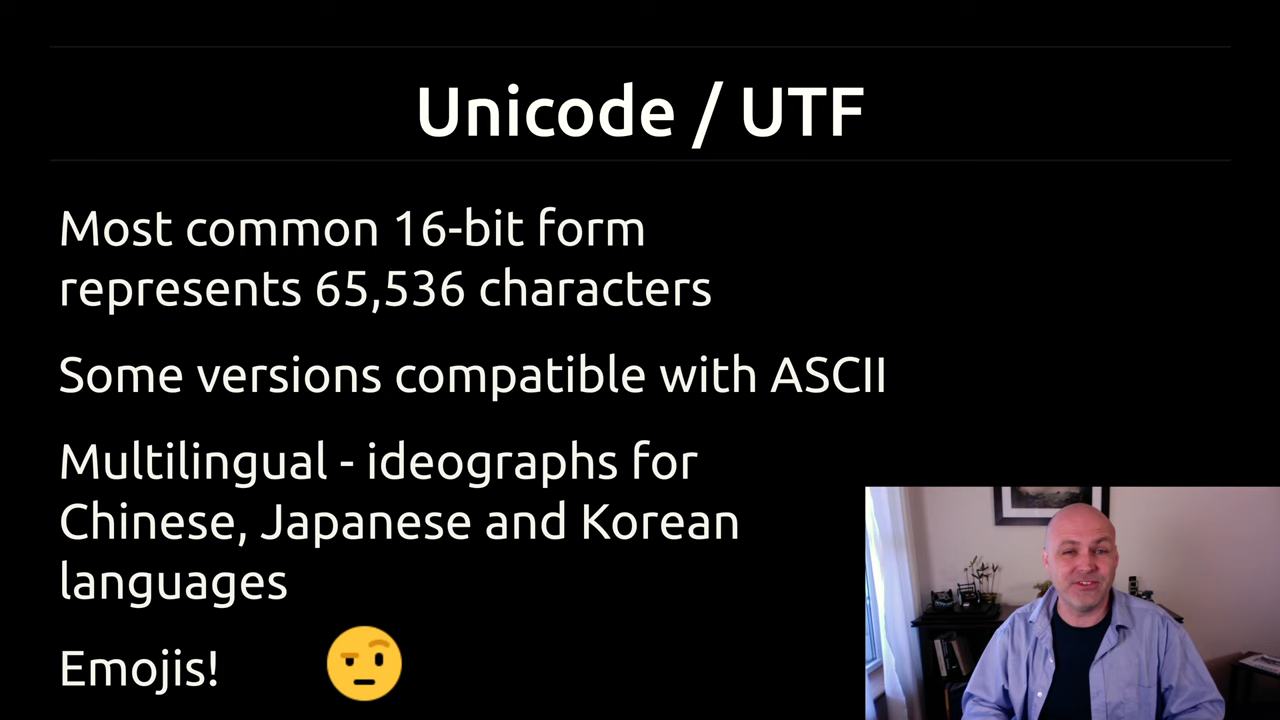 Unicode / UTF
Most common 16-bit form
represents 65,536 characters
Some versions compatible with ASCII
Multilingual - ideographs for
Chinese, Japanese and Korean
languages
Emojis! 🤨